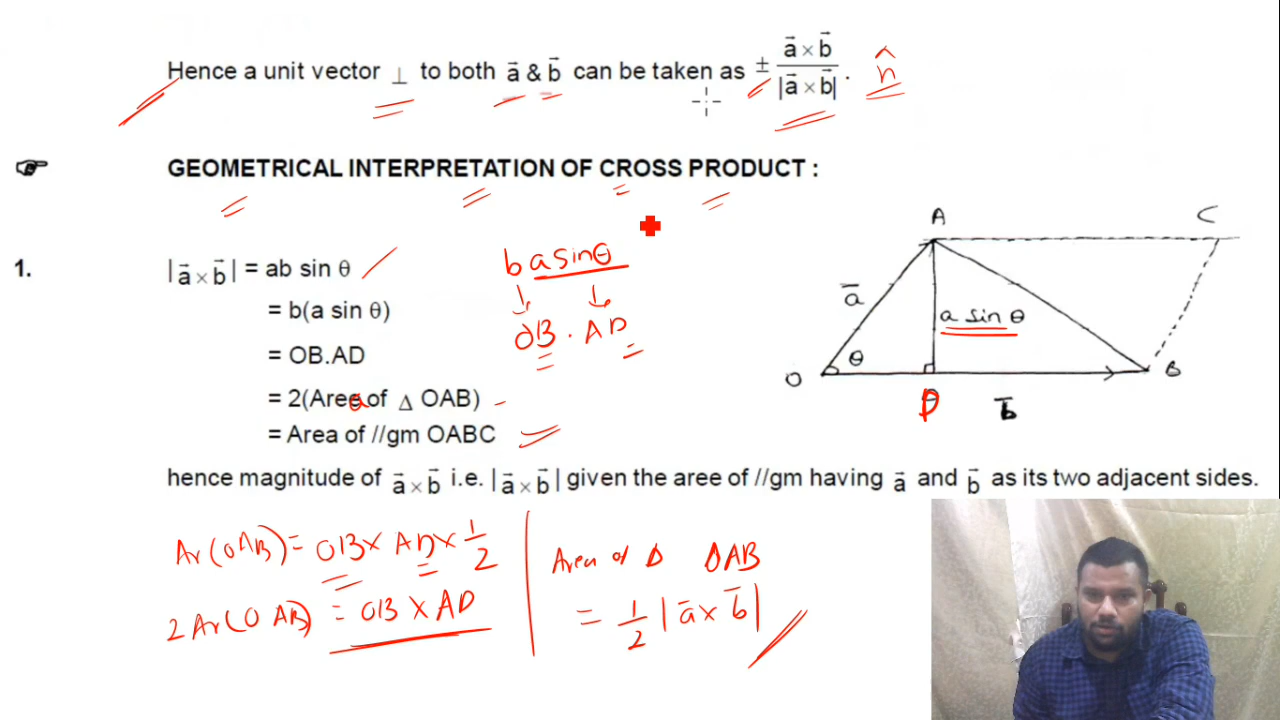 Hence a unit vector ⊥ to both a⃗ & b⃗ can be taken as ± (a⃗ × b⃗) / |a⃗ × b⃗| . n̂
GEOMETRICAL INTERPRETATION OF CROSS PRODUCT :
1. |a⃗ × b⃗| = ab sin θ
= b(a sin θ)
= OB.AD
= 2(Area of Δ OAB)
= Area of //gm OABC
b a sinθ
↓ ↓
OB . AD
A C
a̅
a sin θ
θ
O B
D b̅
hence magnitude of a⃗ × b⃗ i.e. |a⃗ × b⃗| given the aree of //gm having a⃗ and b⃗ as its two adjacent sides.
Ar(OAB) = OB × AD × 1/2
2Ar(OAB) = OB × AD
Area of Δ OAB
= 1/2 |a̅ × b̅|